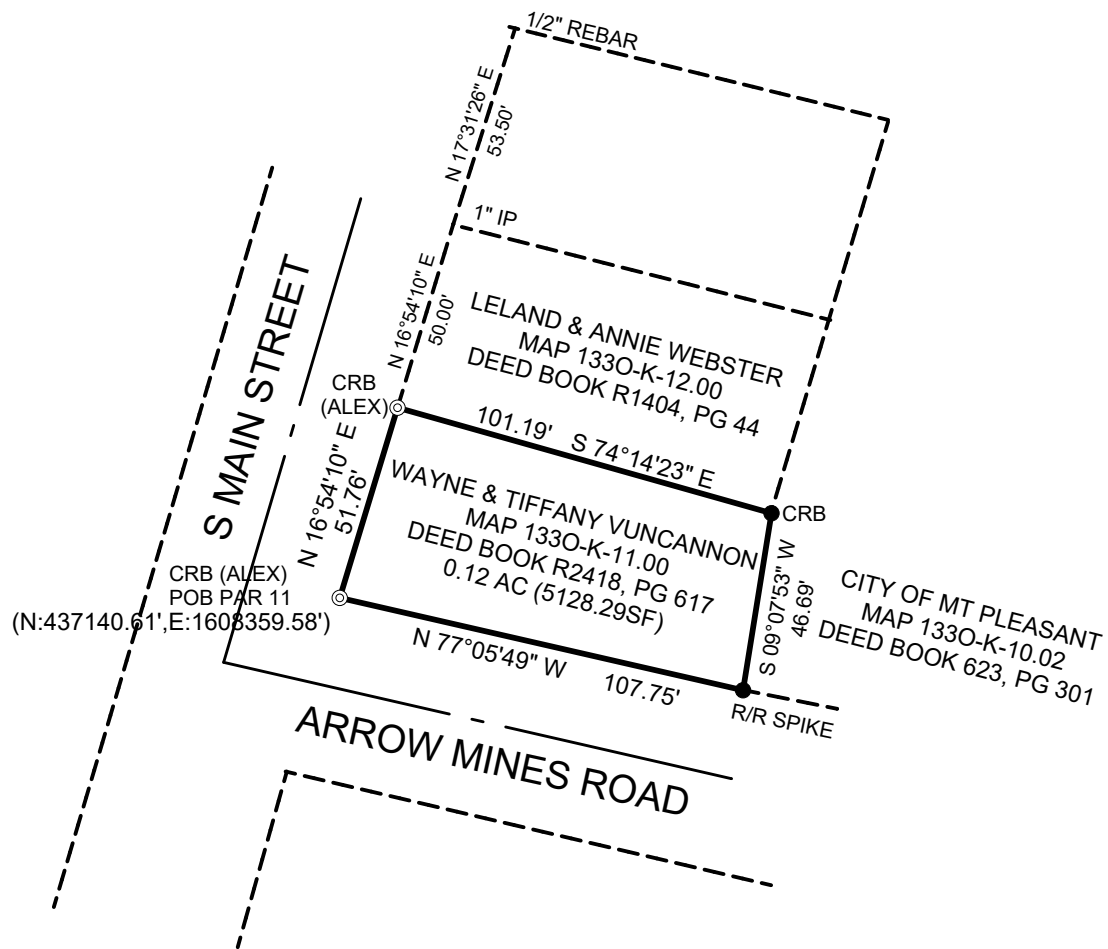 1/2" REBAR
N 17°31'26" E
53.50'
1" IP
N 16°54'10" E
50.00'
LELAND & ANNIE WEBSTER
MAP 133O-K-12.00
DEED BOOK R1404, PG 44
S MAIN STREET
CRB
(ALEX)
101.19' S 74°14'23" E
N 16°54'10" E
51.76'
WAYNE & TIFFANY VUNCANNON
MAP 133O-K-11.00
DEED BOOK R2418, PG 617
0.12 AC (5128.29SF)
CRB
S 09°07'53" W
46.69'
CITY OF MT PLEASANT
MAP 133O-K-10.02
DEED BOOK 623, PG 301
CRB (ALEX)
POB PAR 11
(N:437140.61',E:1608359.58')
N 77°05'49" W 107.75'
R/R SPIKE
ARROW MINES ROAD